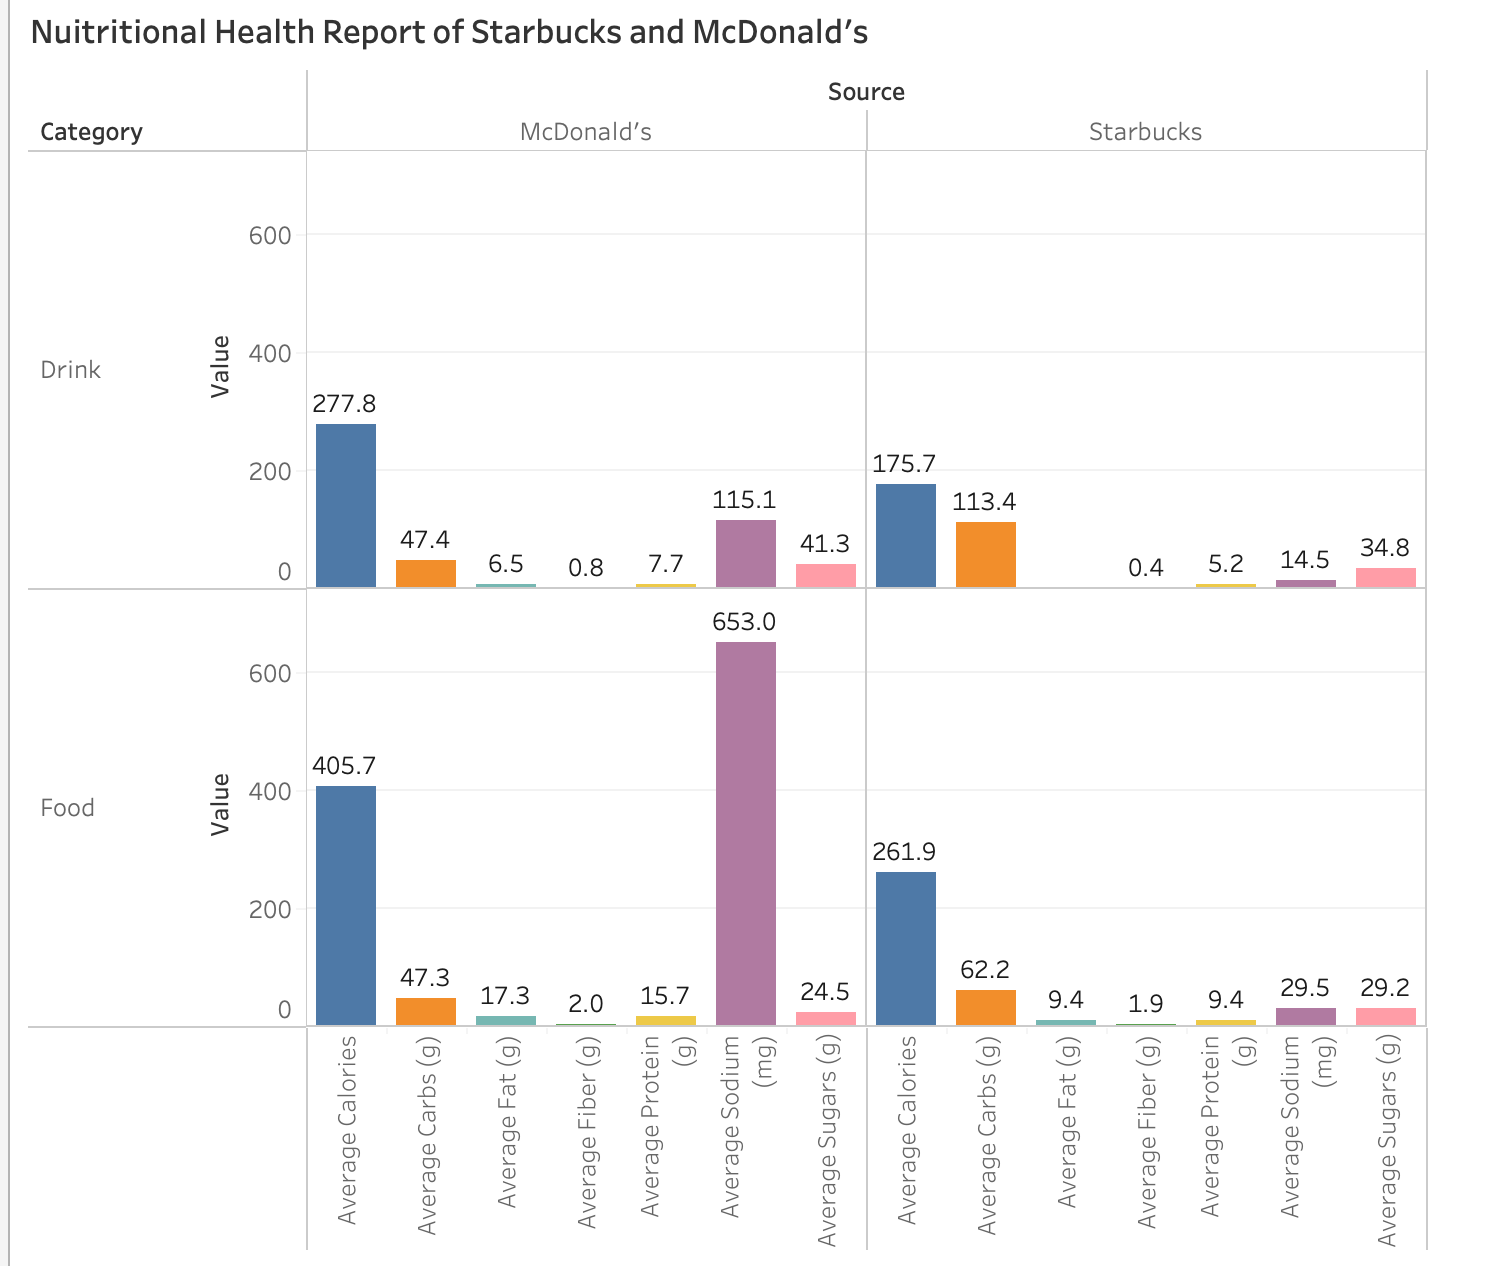 Nuitritional Health Report of Starbucks and McDonald's
Source
Category McDonald's Starbucks
Drink
Value
600
400
200
0
277.8
47.4
6.5
0.8
7.7
115.1
41.3
175.7
113.4
0.4
5.2
14.5
34.8
Food
Value
600
400
200
0
405.7
47.3
17.3
2.0
15.7
653.0
24.5
261.9
62.2
9.4
1.9
9.4
29.5
29.2
Average Calories
Average Carbs (g)
Average Fat (g)
Average Fiber (g)
Average Protein
(g)
Average Sodium
(mg)
Average Sugars (g)
Average Calories
Average Carbs (g)
Average Fat (g)
Average Fiber (g)
Average Protein
(g)
Average Sodium
(mg)
Average Sugars (g)